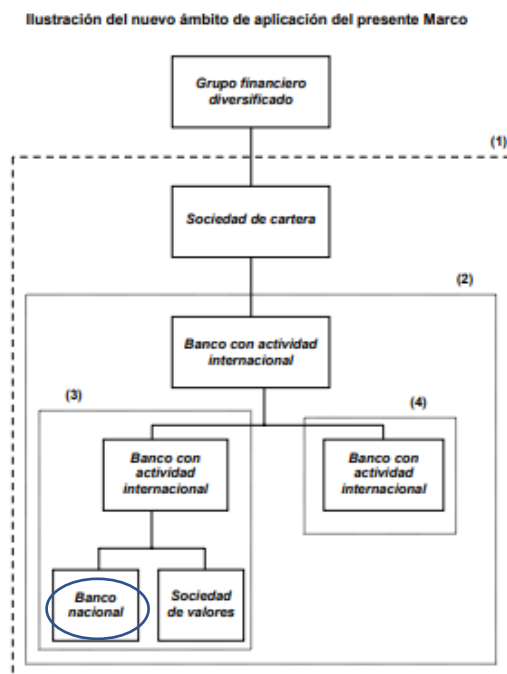 Ilustración del nuevo ámbito de aplicación del presente Marco
Grupo financiero
diversificado
(1)
Sociedad de cartera
(2)
Banco con actividad
internacional
(3)
(4)
Banco con
actividad
internacional
Banco con
actividad
internacional
Banco
nacional
Sociedad
de valores